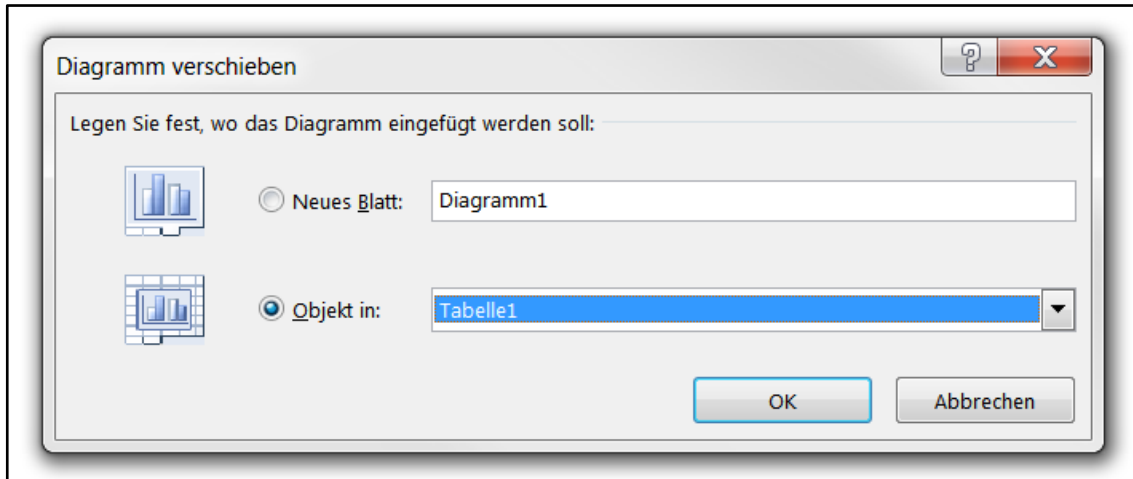 Diagramm verschieben
Legen Sie fest, wo das Diagramm eingefügt werden soll:
Neues Blatt: Diagramm1
Objekt in: Tabelle1
OK Abbrechen